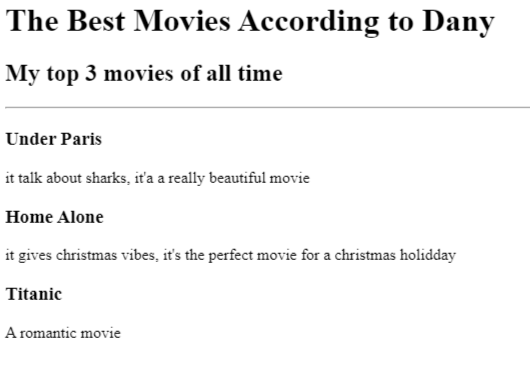 The Best Movies According to Dany
My top 3 movies of all time
Under Paris
it talk about sharks, it'a a really beautiful movie
Home Alone
it gives christmas vibes, it's the perfect movie for a christmas holidday
Titanic
A romantic movie